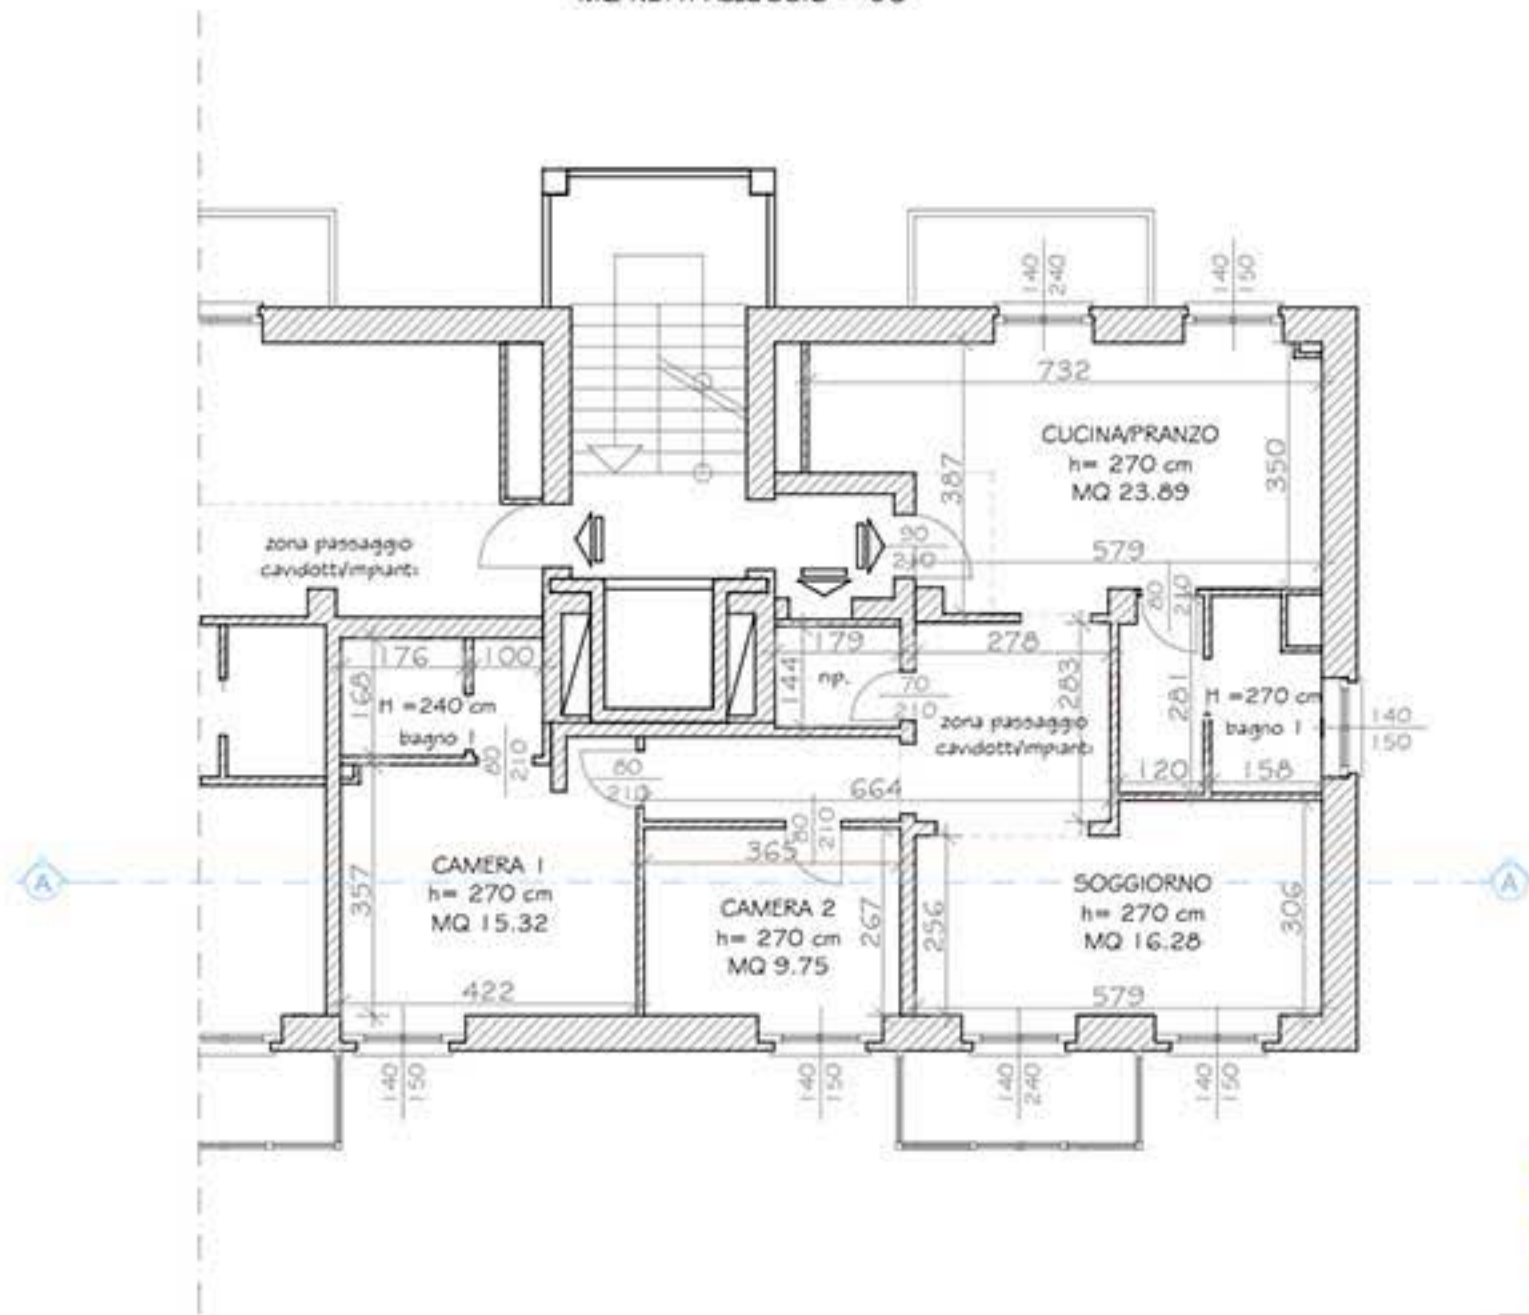 140
240
140
150
732
CUCINA/PRANZO
h= 270 cm
MQ 23.89
387
350
579
zona passaggio
cavidotti/impianti
210
80
210
176
100
168
H =240 cm
bagno 1
80
210
179
144
np.
70
210
278
283
zona passaggio
cavidotti/impianti
281
H =270 cm
bagno 1
120
158
140
150
80
210
664
80
210
365
A
CAMERA 1
h= 270 cm
MQ 15.32
357
422
CAMERA 2
h= 270 cm
MQ 9.75
267
256
SOGGIORNO
h= 270 cm
MQ 16.28
306
579
A
140
150
140
150
140
240
140
150